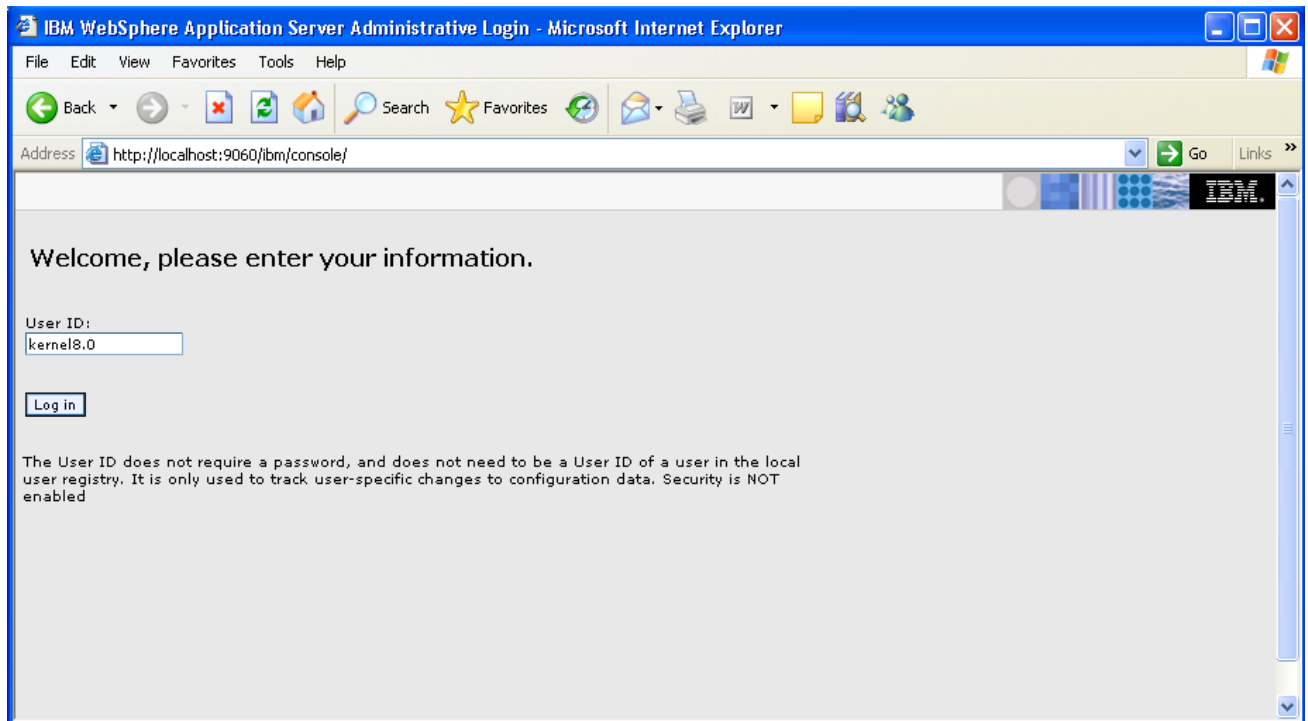 IBM WebSphere Application Server Administrative Login - Microsoft Internet Explorer
File Edit View Favorites Tools Help
Back Search Favorites
Address http://localhost:9060/ibm/console/ Go Links »
IBM.
Welcome, please enter your information.
User ID:
kernel8.0
Log in
The User ID does not require a password, and does not need to be a User ID of a user in the local
user registry. It is only used to track user-specific changes to configuration data. Security is NOT
enabled